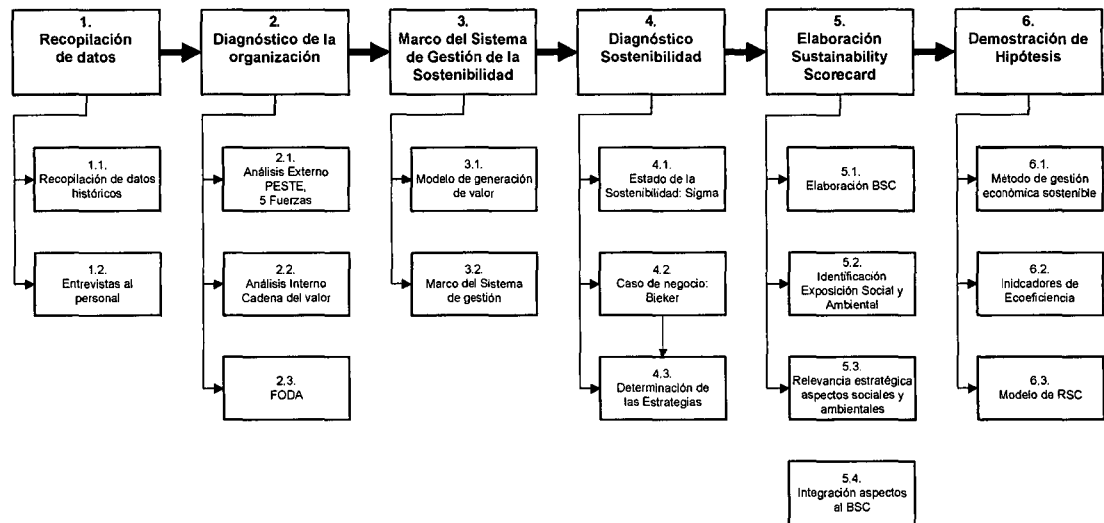 1.
Recopilación
de datos
2.
Diagnóstico de la
organización
3.
Marco del Sistema
de Gestión de la
Sostenibilidad
4.
Diagnóstico
Sostenibilidad
5.
Elaboración
Sustainability
Scorecard
6.
Demostración de
Hipótesis
1.1.
Recopilación de datos
históricos
1.2.
Entrevistas al
personal
2.1.
Análisis Externo
PESTE,
5 Fuerzas
2.2.
Análisis Interno
Cadena del valor
2.3.
FODA
3.1.
Modelo de generación
de valor
3.2.
Marco del Sistema
de gestión
4.1.
Estado de la
Sostenibilidad: Sigma
4.2.
Caso de negocio:
Bieker
4.3.
Determinación de
las Estrategias
5.1.
Elaboración BSC
5.2.
Identificación
Exposición Social y
Ambiental
5.3.
Relevancia estratégica
aspectos sociales y
ambientales
5.4.
Integración aspectos
al BSC
6.1.
Método de gestión
económica sostenible
6.2.
Inidcadores de
Ecoeficiencia
6.3.
Modelo de RSC